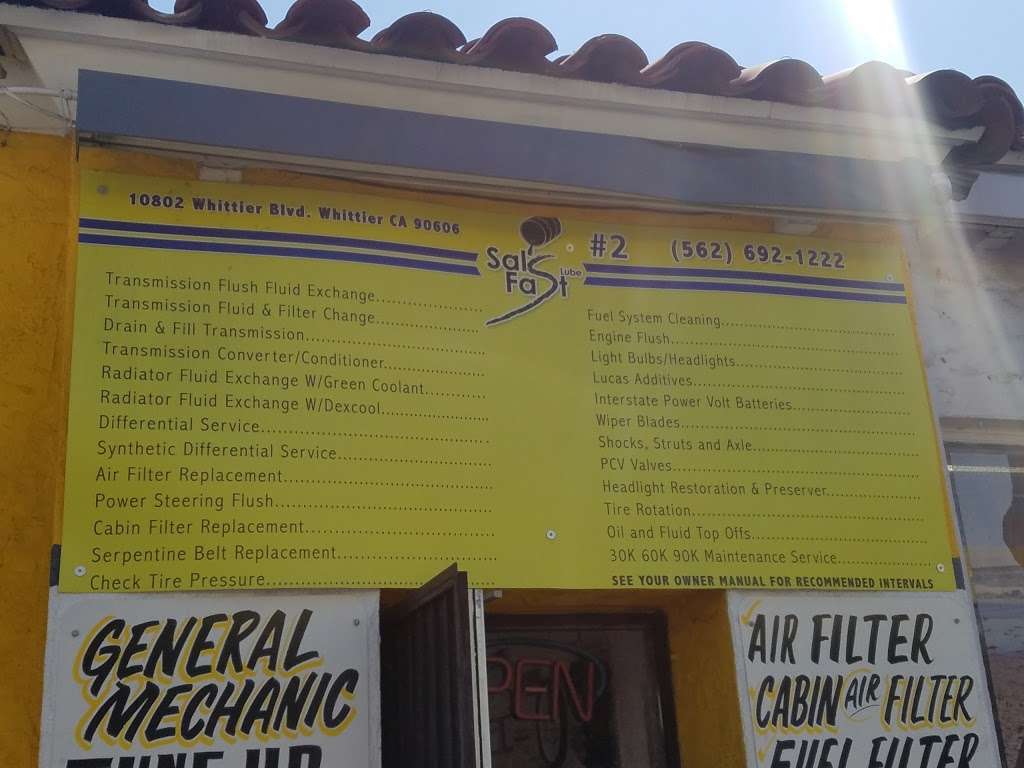 10802 Whittier Blvd. Whittier CA 90606
Sal's
Fast Lube
#2 (562) 692-1222
Transmission Flush Fluid Exchange
Transmission Fluid & Filter Change
Drain & Fill Transmission
Transmission Converter/Conditioner
Radiator Fluid Exchange W/Green Coolant
Radiator Fluid Exchange W/Dexcool
Differential Service
Synthetic Differential Service
Air Filter Replacement
Power Steering Flush
Cabin Filter Replacement
Serpentine Belt Replacement
Check Tire Pressure
Fuel System Cleaning
Engine Flush
Light Bulbs/Headlights
Lucas Additives
Interstate Power Volt Batteries
Wiper Blades
Shocks, Struts and Axle
PCV Valves
Headlight Restoration & Preserver
Tire Rotation
Oil and Fluid Top Offs
30K 60K 90K Maintenance Service
SEE YOUR OWNER MANUAL FOR RECOMMENDED INTERVALS
GENERAL
MECHANIC
TUNE UP
PEN
AIR FILTER
CABIN AIR FILTER
FUEL FILTER